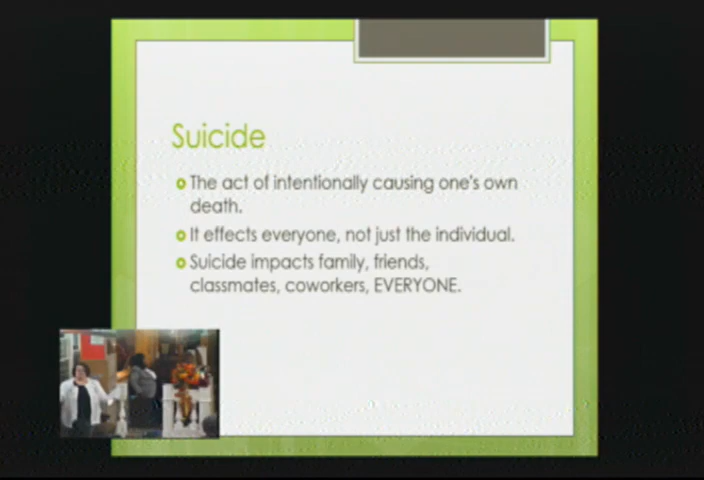 Suicide
The act of intentionally causing one's own
death.
It effects everyone, not just the individual.
Suicide impacts family, friends,
classmates, coworkers, EVERYONE.